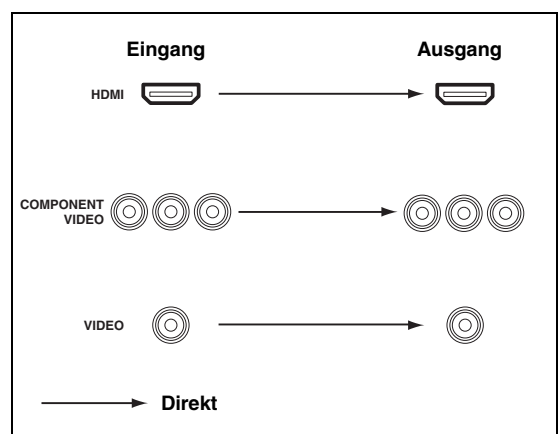 Eingang Ausgang
HDMI
COMPONENT
VIDEO
VIDEO
Direkt